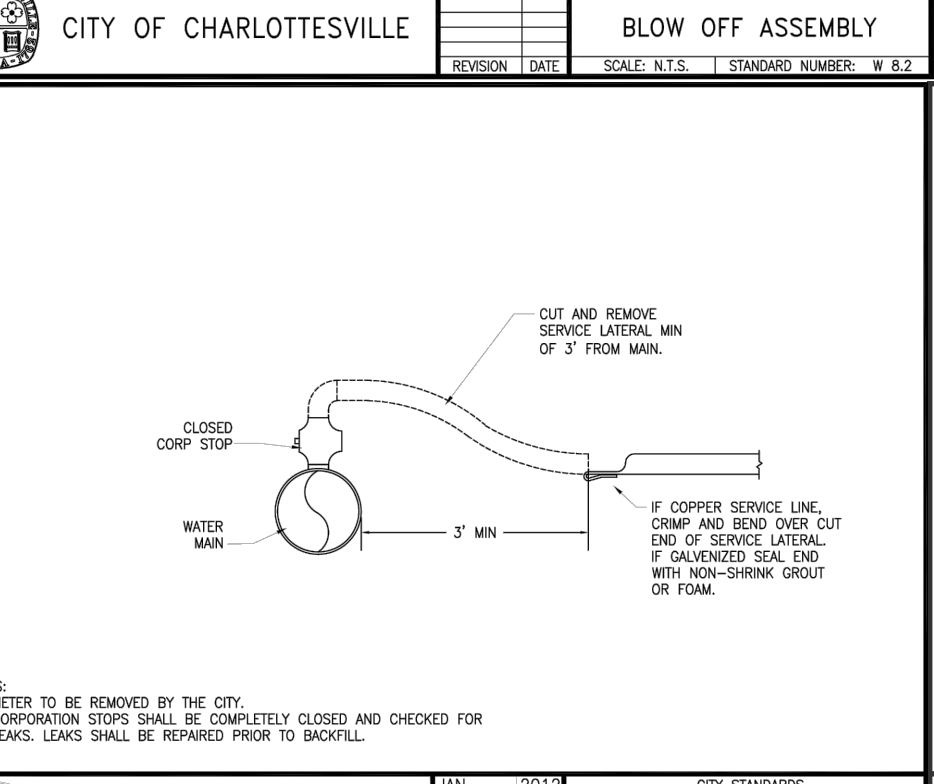 CITY OF CHARLOTTESVILLE
REVISION DATE
BLOW OFF ASSEMBLY
SCALE: N.T.S. STANDARD NUMBER: W 8.2
CUT AND REMOVE
SERVICE LATERAL MIN
OF 3' FROM MAIN.
CLOSED
CORP STOP
WATER
MAIN
3' MIN
IF COPPER SERVICE LINE,
CRIMP AND BEND OVER CUT
END OF SERVICE LATERAL.
IF GALVANIZED SEAL END
WITH NON-SHRINK GROUT
OR FOAM.
S:
ETER TO BE REMOVED BY THE CITY.
ORPORATION STOPS SHALL BE COMPLETELY CLOSED AND CHECKED FOR
EAKS. LEAKS SHALL BE REPAIRED PRIOR TO BACKFILL.
JAN 2012
CITY STANDARDS